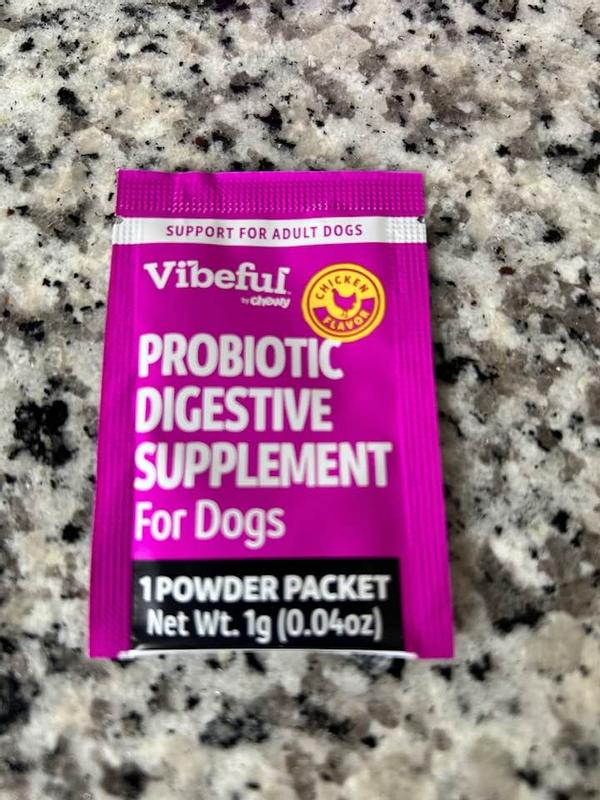 SUPPORT FOR ADULT DOGS
Vibeful™
by chewy
CHICKEN
FLAVOR
PROBIOTIC
DIGESTIVE
SUPPLEMENT
For Dogs
1 POWDER PACKET
Net Wt. 1g (0.04oz)